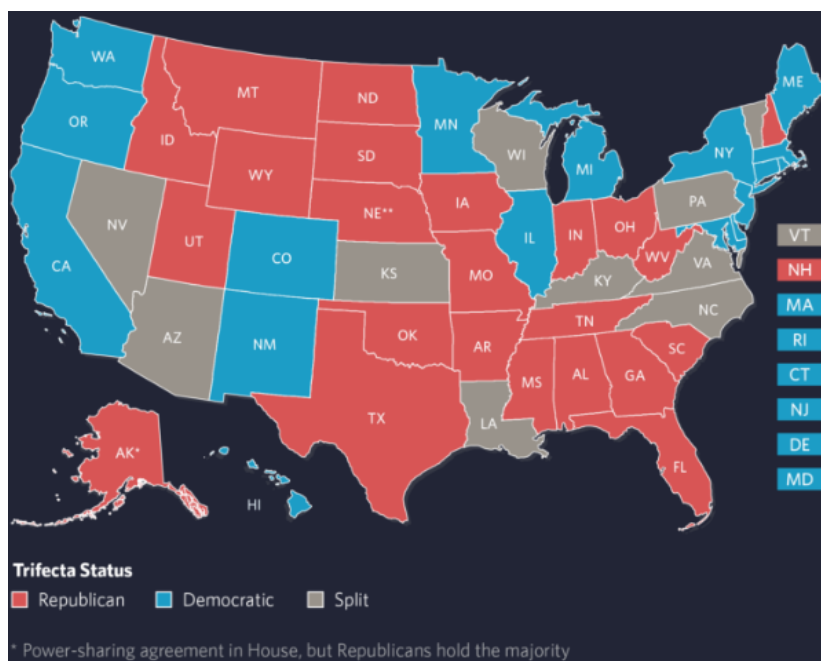 WA
ME
MT
ND
MN
OR
ID
NY
WI
SD
MI
WY
PA
IA
NE**
OH
IL
IN
NV
UT
WV
CO
VA
VT
CA
KS
MO
KY
NH
NC
MA
TN
OK
AZ
NM
AR
SC
RI
MS
AL
GA
CT
TX
LA
NJ
DE
AK*
FL
MD
HI
Trifecta Status
Republican
Democratic
Split
* Power-sharing agreement in House, but Republicans hold the majority